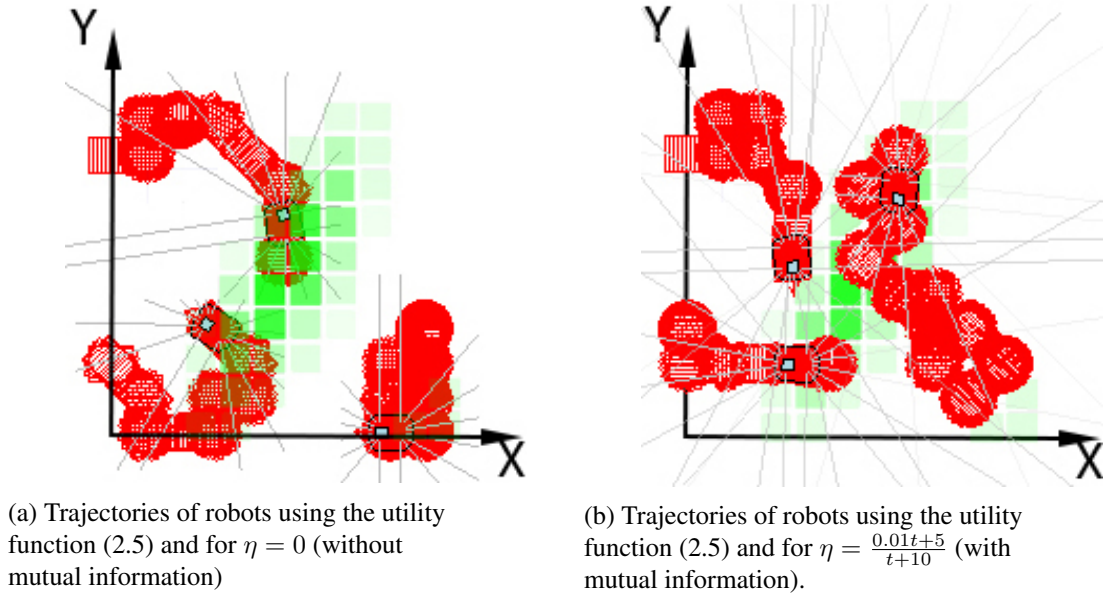 Y
X
(a) Trajectories of robots using the utility
function (2.5) and for η = 0 (without
mutual information)
Y
X
(b) Trajectories of robots using the utility
function (2.5) and for η = \frac{0.01t+5}{t+10} (with
mutual information).